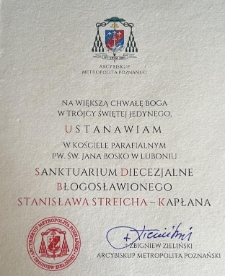 ARCYBISKUP
METROPOLITA POZNAŃSKI
NA WIĘKSZĄ CHWAŁĘ BOGA
W TRÓJCY ŚWIĘTEJ JEDYNEGO,
USTANAWIAM
W KOŚCIELE PARAFIALNYM
PW. ŚW. JANA BOSKO W LUBONIU
SANKTUARIUM DIECEZJALNE
BŁOGOSŁAWIONEGO
STANISŁAWA STREICHA – KAPŁANA
ZBIGNIEW ZIELIŃSKI
ARCYBISKUP METROPOLITA POZNAŃSKI